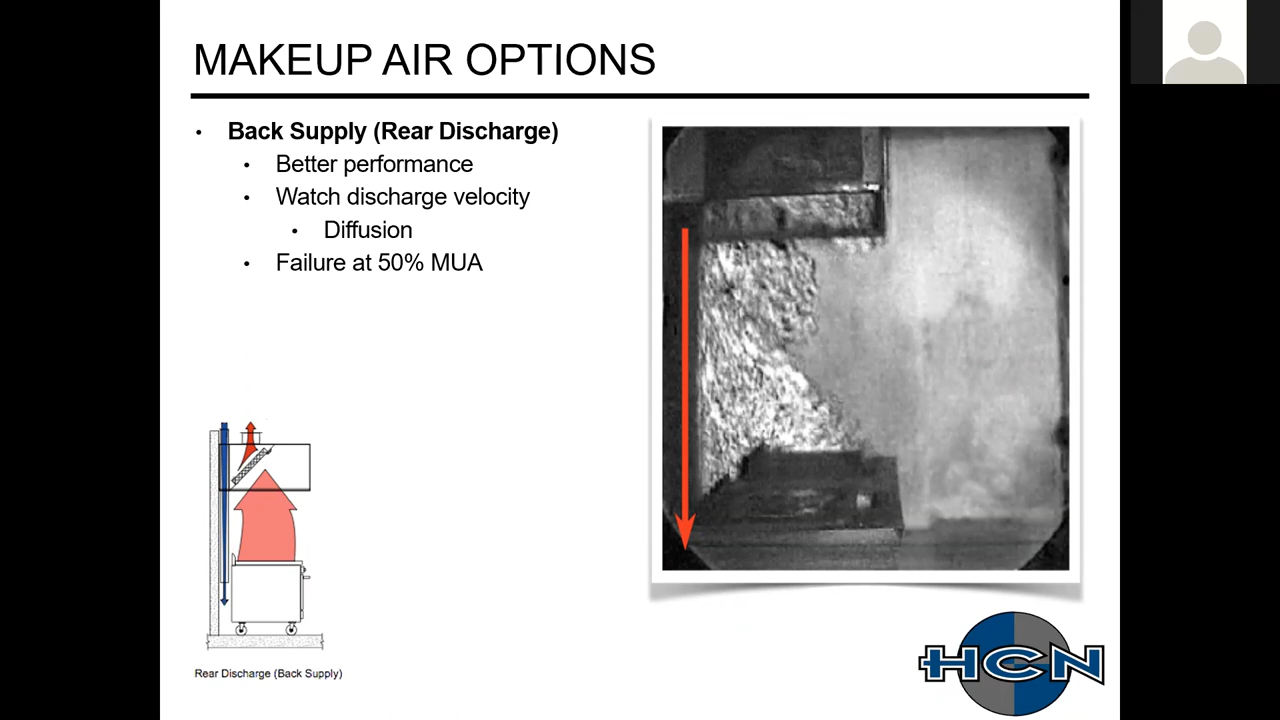 MAKEUP AIR OPTIONS
• Back Supply (Rear Discharge)
• Better performance
• Watch discharge velocity
• Diffusion
• Failure at 50% MUA
Rear Discharge (Back Supply)
HCN